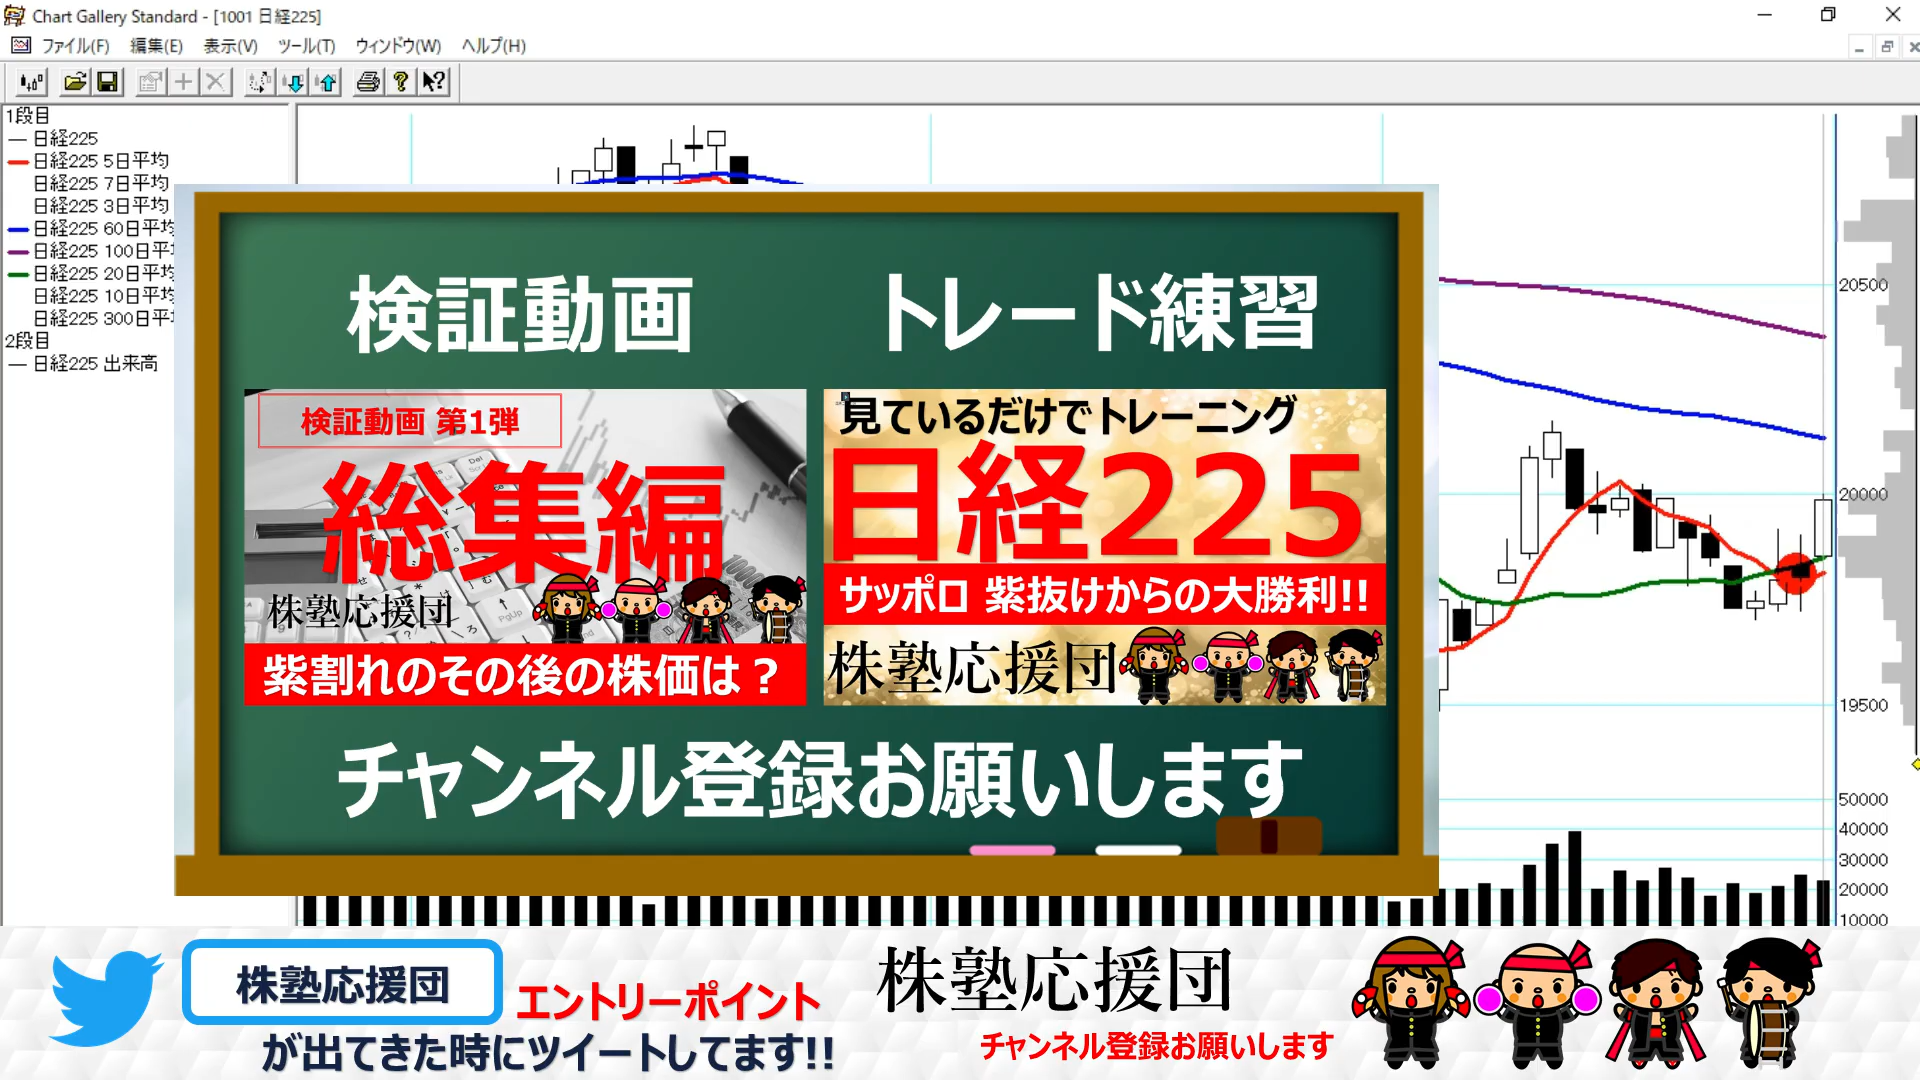 Chart Gallery Standard - [1001 日経225]
ファイル(F) 編集(E) 表示(V) ツール(T) ウィンドウ(W) ヘルプ(H)
1段目
日経225
日経225 5日平均
日経225 7日平均
日経225 3日平均
日経225 60日平均
日経225 100日平均
日経225 20日平均
日経225 10日平均
日経225 300日平均
2段目
日経225 出来高
20500
20000
19500
50000
40000
30000
20000
10000
検証動画
トレード練習
検証動画 第1弾
総集編
株塾応援団
紫割れのその後の株価は？
見ているだけでトレーニング
日経225
サッポロ 紫抜けからの大勝利!!
株塾応援団
チャンネル登録お願いします
株塾応援団
エントリーポイント
が出てきた時にツイートしてます!!
株塾応援団
チャンネル登録お願いします